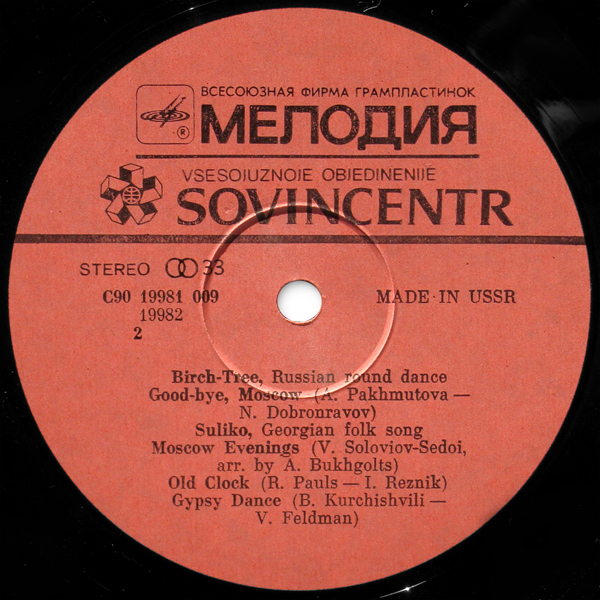 ВСЕСОЮЗНАЯ ФИРМА ГРАМПЛАСТИНОК
®
МЕЛОДИЯ
VSESOIUZNOIE OBIEDINENIIE
SOVINCENTR
STEREO 33
C90 19981 009
19982
2
MADE·IN USSR
Birch-Tree, Russian round dance
Good-bye, Moscow (A. Pakhmutova —
N. Dobronravov)
Suliko, Georgian folk song
Moscow Evenings (V. Soloviov-Sedoi,
arr. by A. Bukhgolts)
Old Clock (R. Pauls — I. Reznik)
Gypsy Dance (B. Kurchishvili —
V. Feldman)